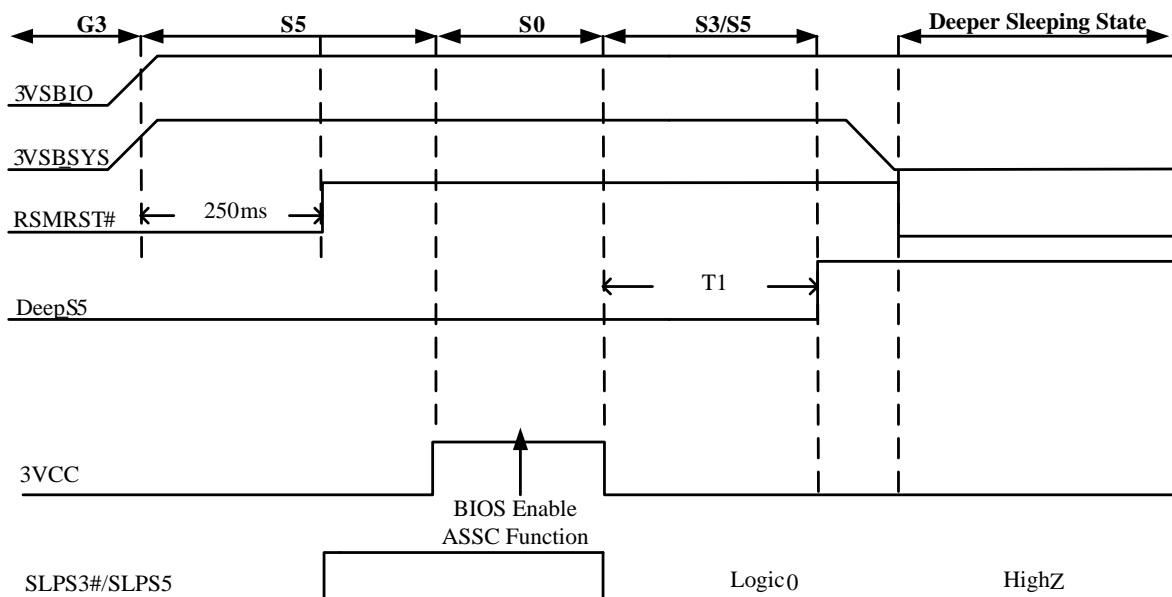 G3 S5 S0 S3/S5 Deeper Sleeping State
3VSBIO
3VSBSYS
RSMRST# 250ms
DeepS5 T1
3VCC
BIOS Enable
ASSC Function
SLPS3#/SLPS5 Logic0 HighZ